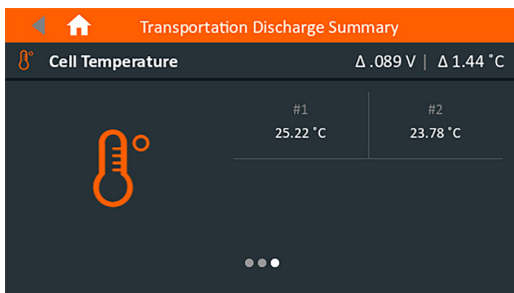 Transportation Discharge Summary
Cell Temperature Δ .089 V | Δ 1.44 °C
#1 #2
25.22 °C 23.78 °C